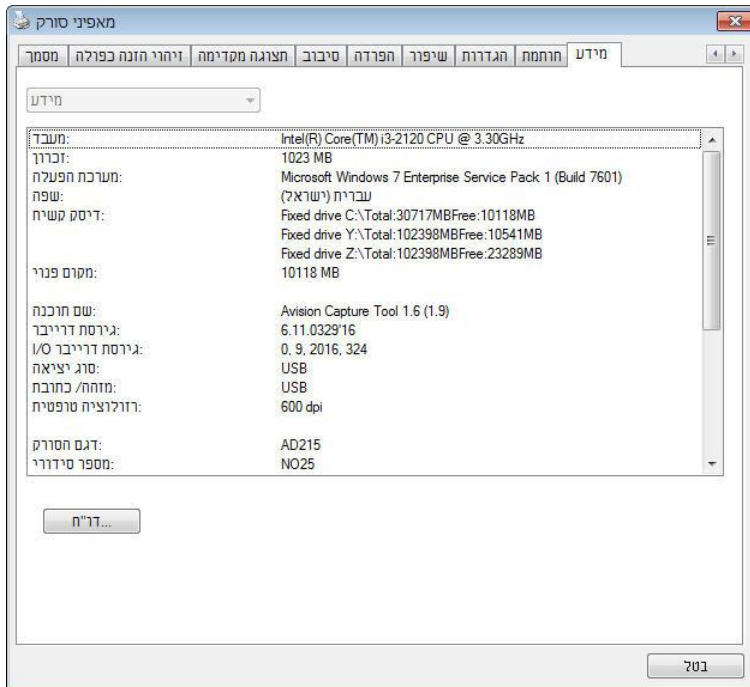 מאפיני סורק
מסמך זיהוי הזנה כפולה תצוגה מקדימה סיבוב הפרדה שיפור הגדרות חותמת מידע
מידע
מעבד: Intel(R) Core(TM) i3-2120 CPU @ 3.30GHz
זכרון: 1023 MB
מערכת הפעלה: Microsoft Windows 7 Enterprise Service Pack 1 (Build 7601)
שפה: עברית (ישראל)
דיסק קשיח: Fixed drive C:\Total:30717MBFree:10118MB
Fixed drive Y:\Total:102398MBFree:10541MB
Fixed drive Z:\Total:102398MBFree:23289MB
מקום פנוי: 10118 MB
שם תוכנה: Avision Capture Tool 1.6 (1.9)
גירסת דרייבר: 6.11.0329'16
גירסת דרייבר I/O: 0, 9, 2016, 324
סוג יציאה: USB
מזהה/ כתובת: USB
רזולוציה טופטית: 600 dpi
דגם הסורק: AD215
מספר סידורי: NO25
דו"ח...
בטל